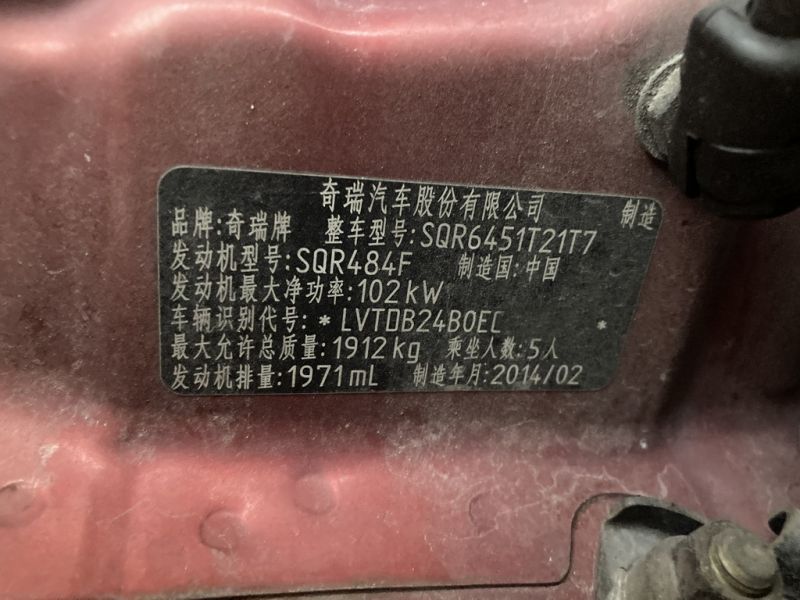 奇瑞汽车股份有限公司 制造
品牌:奇瑞牌 整车型号:SQR6451T21T7
发动机型号:SQR484F 制造国:中国
发动机最大净功率:102kW
车辆识别代号: * LVTDB24B0E *
最大允许总质量:1912kg 乘坐人数:5人
发动机排量:1971mL 制造年月:2014/02